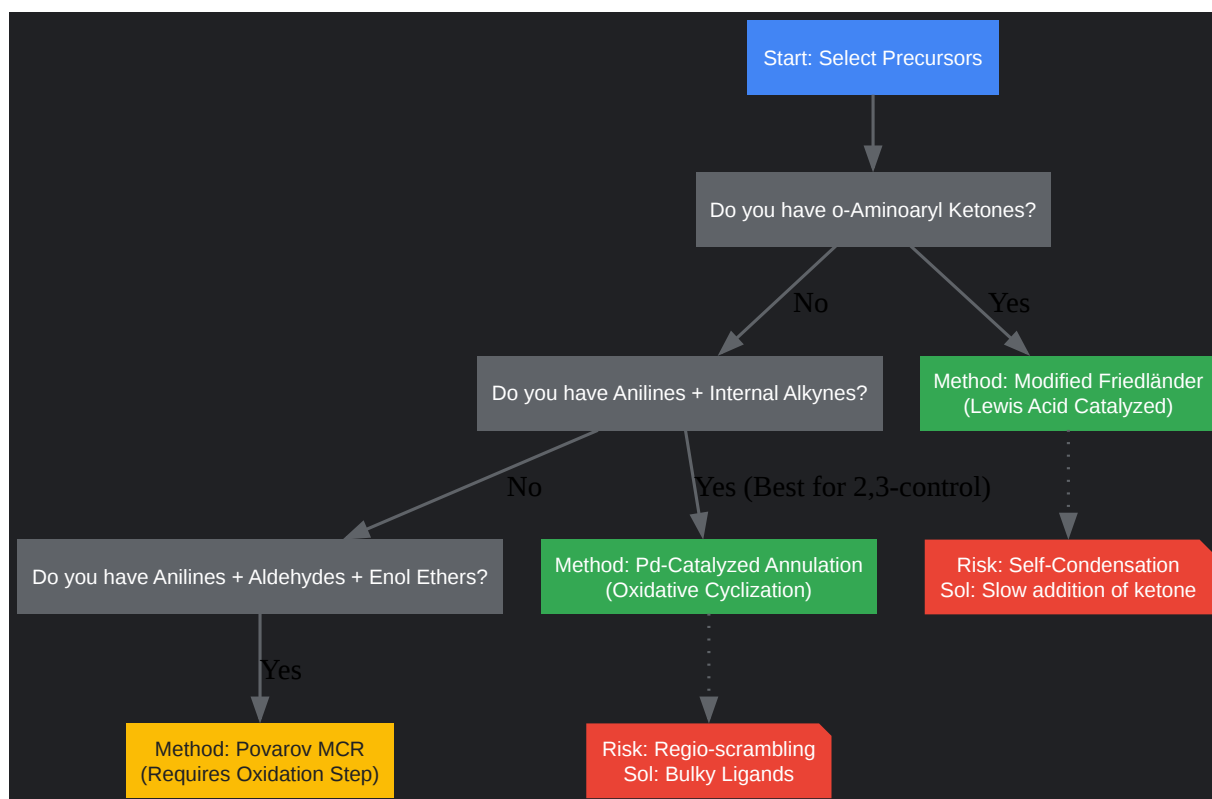 Start: Select Precursors
Do you have o-Aminoaryl Ketones?
No
Yes
Do you have Anilines + Internal Alkynes?
Method: Modified Friedländer
(Lewis Acid Catalyzed)
No
Yes (Best for 2,3-control)
Do you have Anilines + Aldehydes + Enol Ethers?
Method: Pd-Catalyzed Annulation
(Oxidative Cyclization)
Risk: Self-Condensation
Sol: Slow addition of ketone
Yes
Method: Povarov MCR
(Requires Oxidation Step)
Risk: Regio-scrambling
Sol: Bulky Ligands